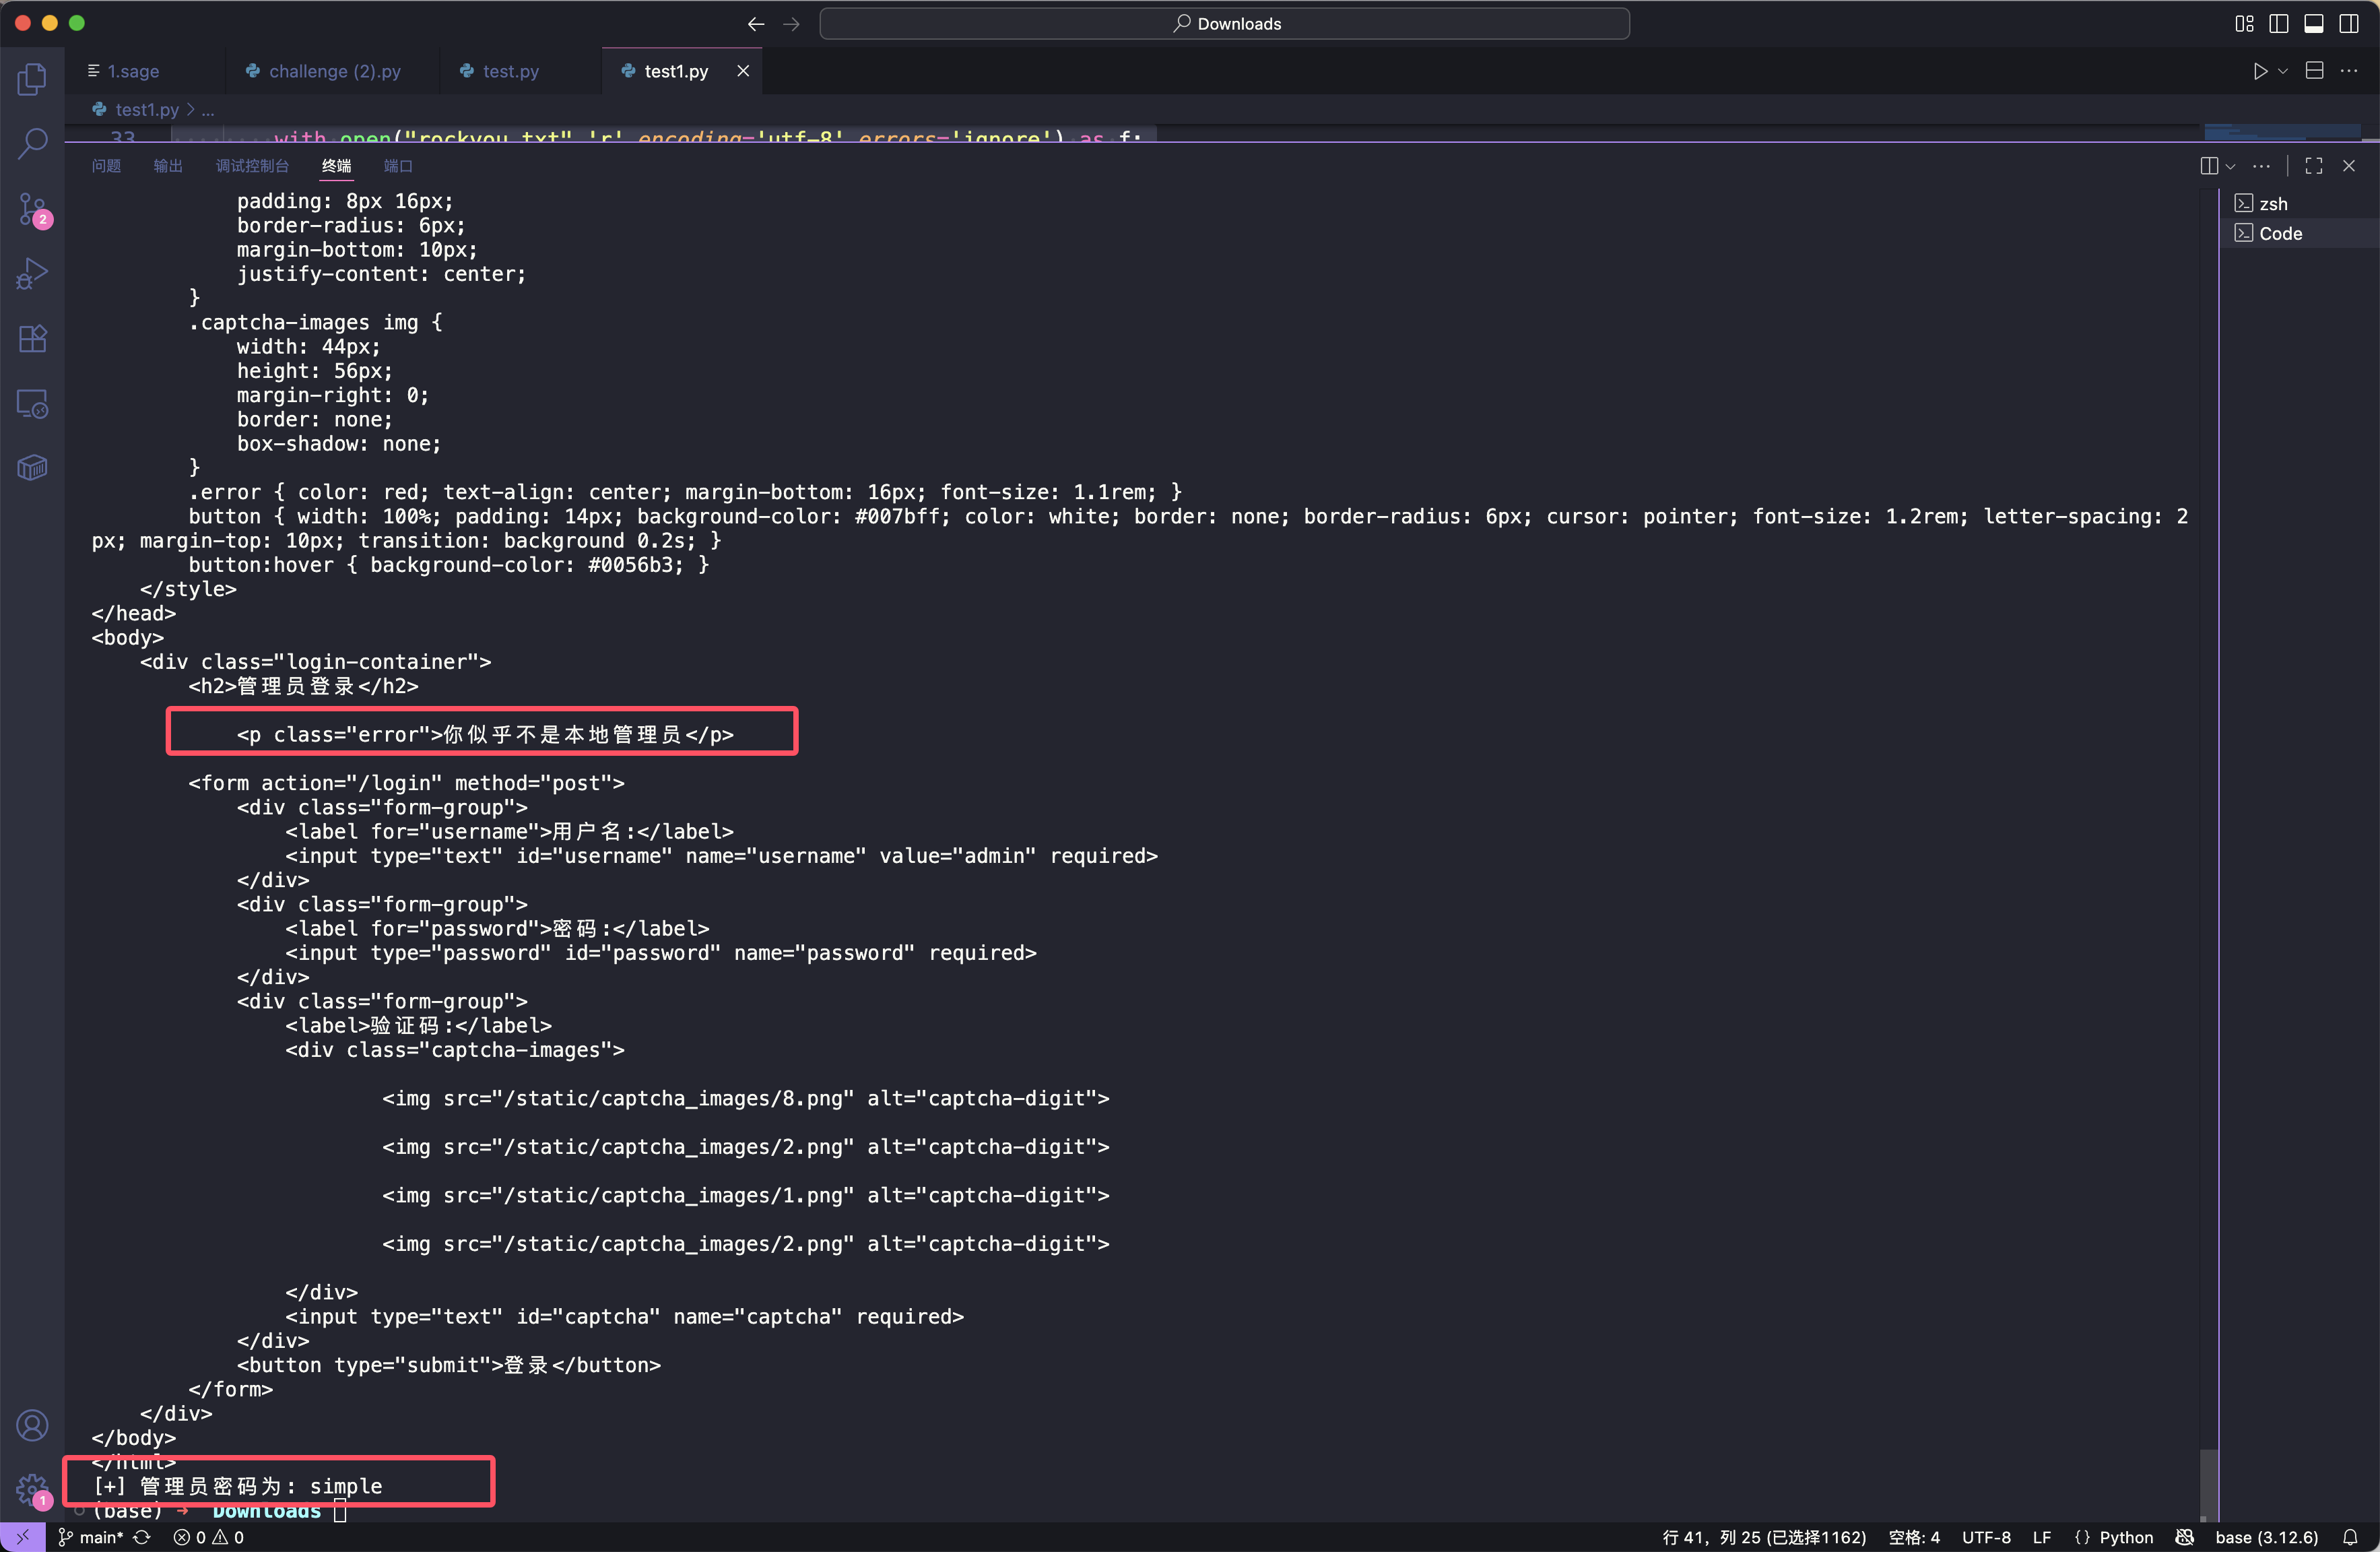 Downloads
1.sage
challenge (2).py
test.py
test1.py
test1.py > ...
33 with open("rockyou.txt" 'r' encoding='utf-8' errors='ignore') as f:
问题 输出 调试控制台 终端 端口
zsh
Code
padding: 8px 16px;
border-radius: 6px;
margin-bottom: 10px;
justify-content: center;
}
.captcha-images img {
width: 44px;
height: 56px;
margin-right: 0;
border: none;
box-shadow: none;
}
.error { color: red; text-align: center; margin-bottom: 16px; font-size: 1.1rem; }
button { width: 100%; padding: 14px; background-color: #007bff; color: white; border: none; border-radius: 6px; cursor: pointer; font-size: 1.2rem; letter-spacing: 2
px; margin-top: 10px; transition: background 0.2s; }
button:hover { background-color: #0056b3; }
</style>
</head>
<body>
<div class="login-container">
<h2>管理员登录</h2>
<p class="error">你似乎不是本地管理员</p>
<form action="/login" method="post">
<div class="form-group">
<label for="username">用户名:</label>
<input type="text" id="username" name="username" value="admin" required>
</div>
<div class="form-group">
<label for="password">密码:</label>
<input type="password" id="password" name="password" required>
</div>
<div class="form-group">
<label>验证码:</label>
<div class="captcha-images">
<img src="/static/captcha_images/8.png" alt="captcha-digit">
<img src="/static/captcha_images/2.png" alt="captcha-digit">
<img src="/static/captcha_images/1.png" alt="captcha-digit">
<img src="/static/captcha_images/2.png" alt="captcha-digit">
</div>
<input type="text" id="captcha" name="captcha" required>
</div>
<button type="submit">登录</button>
</form>
</div>
</body>
</html>
[+] 管理员密码为: simple
(base) → Downloads
2
1
main* 0 0
行 41，列 25 (已选择1162) 空格: 4 UTF-8 LF {} Python base (3.12.6)